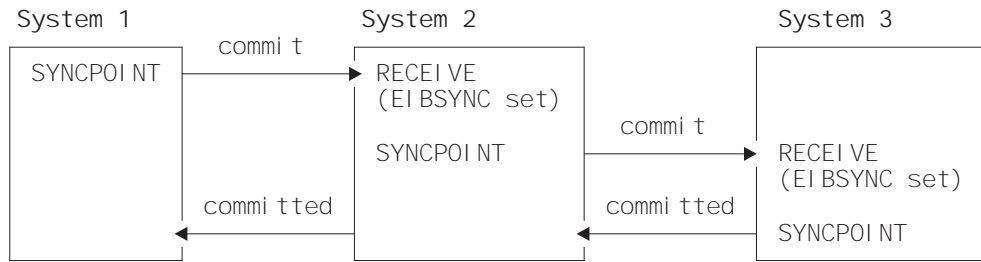 System 1
System 2
System 3
SYNCPOINT
commit
RECEIVE
(EIBSYNC set)
SYNCPOINT
commit
RECEIVE
(EIBSYNC set)
committed
committed
SYNCPOINT